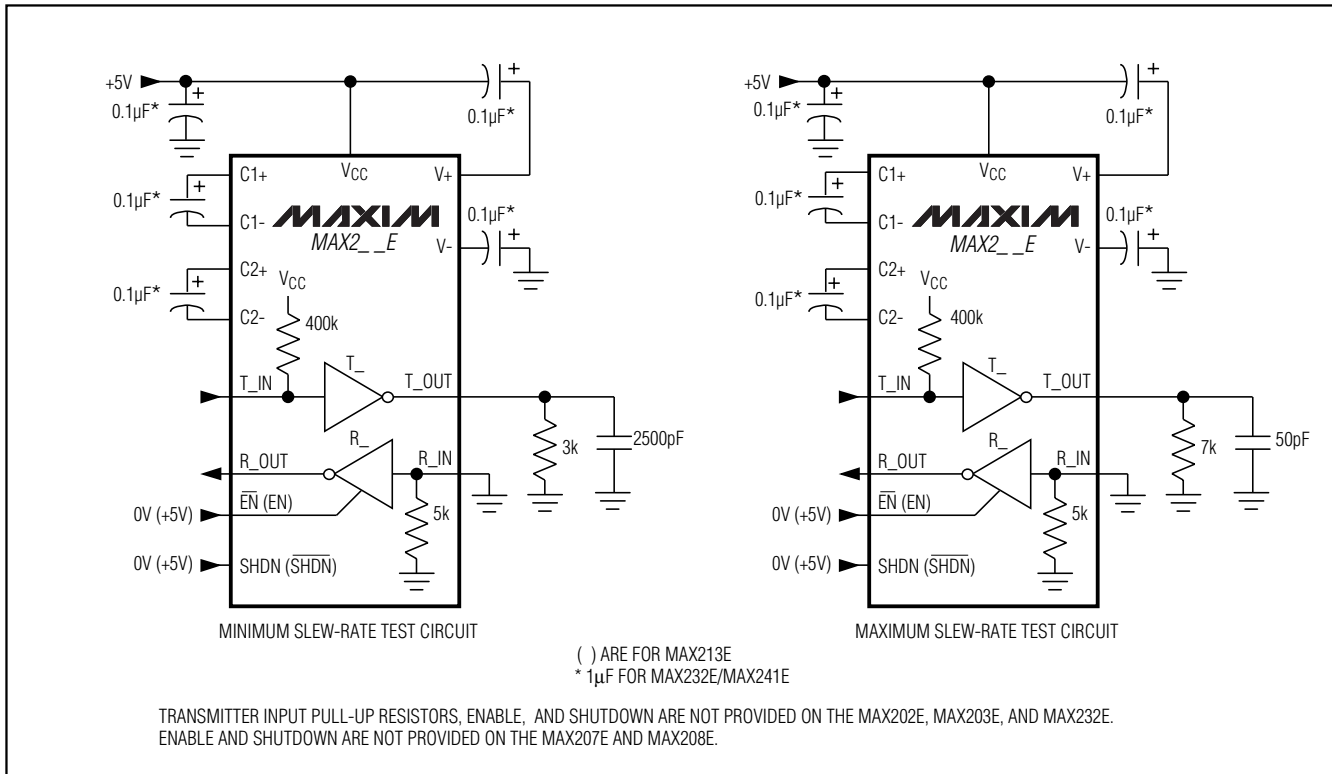 +5V
+
+
0.1µF*
0.1µF*
C1+
VCC
V+
+
0.1µF*
0.1µF*
C1-
MAXIM
MAX2_ _E
+
V-
C2+
VCC
+
0.1µF*
C2-
400k
T_
T_IN
T_OUT
3k
2500pF
R_
R_OUT
R_IN
E̅N̅ (EN)
0V (+5V)
5k
0V (+5V)
SHDN (S̅H̅D̅N̅)
MINIMUM SLEW-RATE TEST CIRCUIT
+5V
+
+
0.1µF*
0.1µF*
C1+
VCC
V+
+
0.1µF*
0.1µF*
C1-
MAXIM
MAX2_ _E
+
V-
C2+
VCC
+
0.1µF*
C2-
400k
T_
T_IN
T_OUT
7k
50pF
R_
R_OUT
R_IN
E̅N̅ (EN)
0V (+5V)
5k
0V (+5V)
SHDN (S̅H̅D̅N̅)
MAXIMUM SLEW-RATE TEST CIRCUIT
( ) ARE FOR MAX213E
* 1µF FOR MAX232E/MAX241E
TRANSMITTER INPUT PULL-UP RESISTORS, ENABLE, AND SHUTDOWN ARE NOT PROVIDED ON THE MAX202E, MAX203E, AND MAX232E.
ENABLE AND SHUTDOWN ARE NOT PROVIDED ON THE MAX207E AND MAX208E.